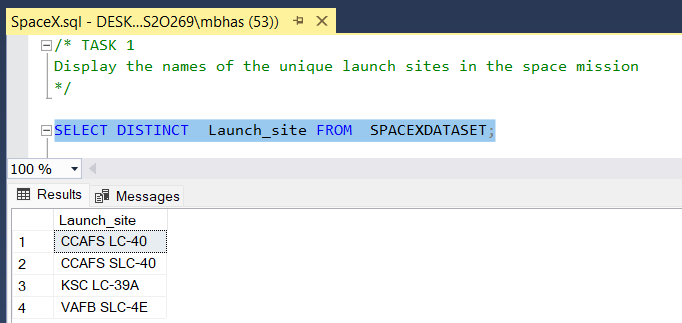 SpaceX.sql - DESK...S2O269\mbhas (53))
/* TASK 1
Display the names of the unique launch sites in the space mission
*/
SELECT DISTINCT  Launch_site FROM  SPACEXDATASET;
100 %
Results Messages
Launch_site
1 CCAFS LC-40
2 CCAFS SLC-40
3 KSC LC-39A
4 VAFB SLC-4E